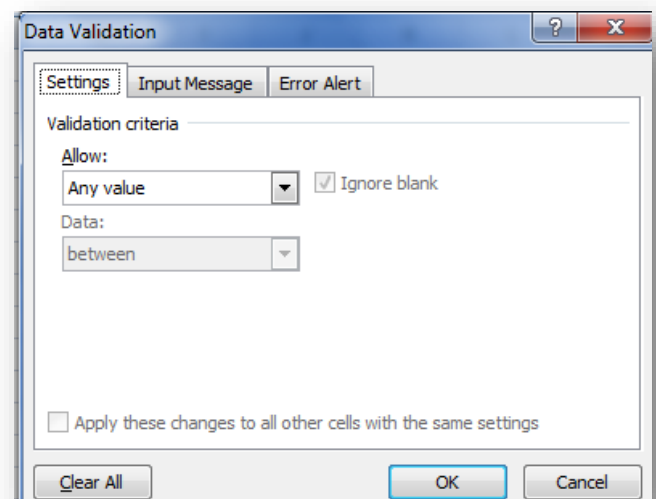 Data Validation
?
X
Settings Input Message Error Alert
Validation criteria
Allow:
Any value Ignore blank
Data:
between
Apply these changes to all other cells with the same settings
Clear All OK Cancel